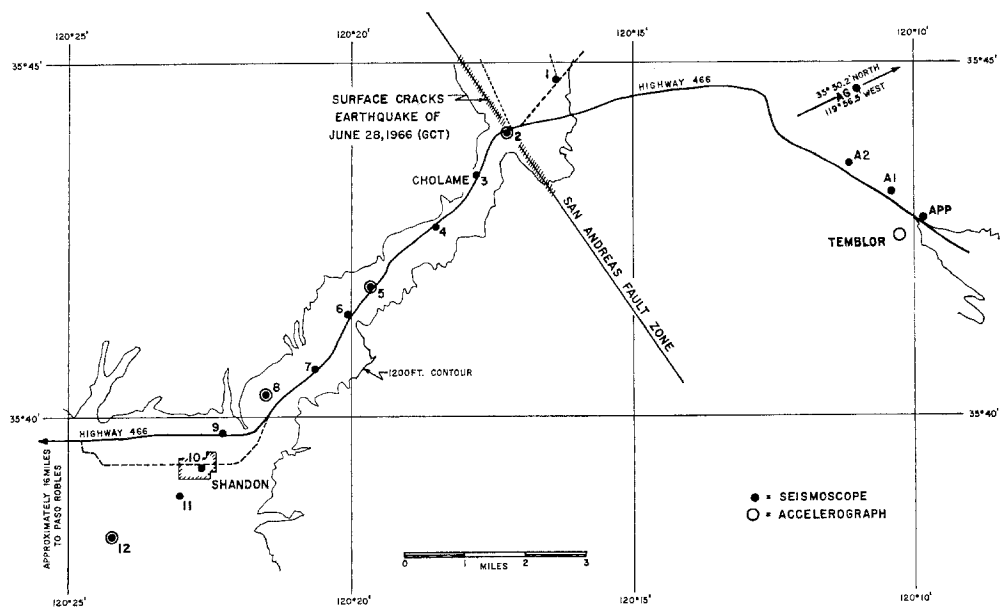 120°25'
120°20'
120°15'
120°10'
35°45'
35°45'
1
HIGHWAY 466
35° 50.2' NORTH
AG
119° 56.5' WEST
SURFACE CRACKS
EARTHQUAKE OF
JUNE 28, 1966 (GCT)
2
CHOLAME
3
A2
A1
APP
4
SAN ANDREAS FAULT ZONE
TEMBLOR
5
6
7
1200 FT. CONTOUR
8
35°40'
35°40'
9
HIGHWAY 466
10
SHANDON
11
12
APPROXIMATELY 16 MILES
TO PASO ROBLES
= SEISMOSCOPE
= ACCELEROGRAPH
0 1 2 3
MILES
120°25'
120°20'
120°15'
120°10'